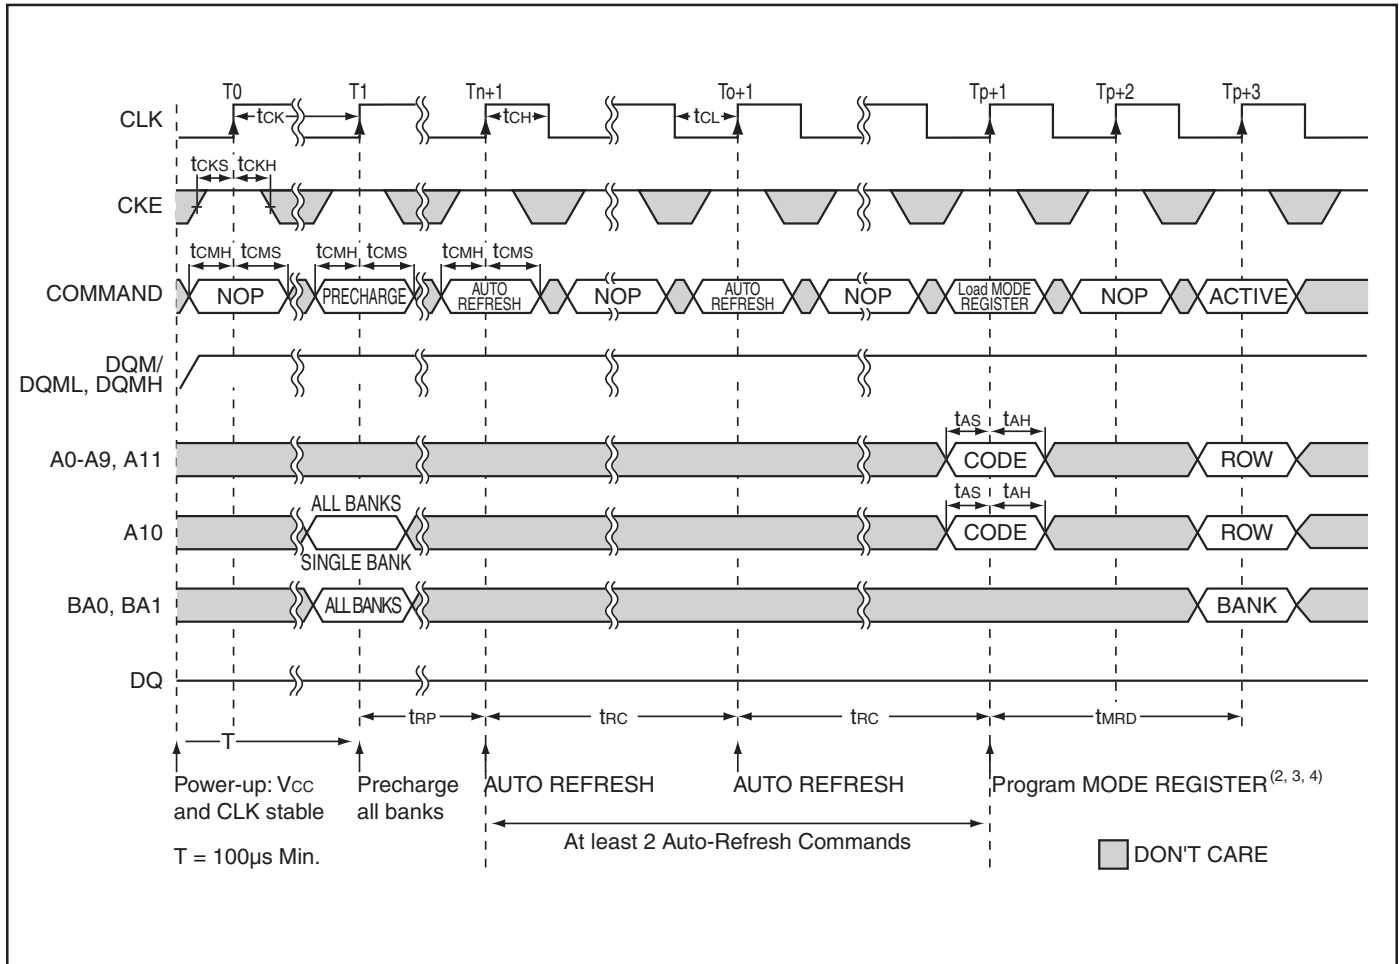 T0 T1 Tn+1 To+1 Tp+1 Tp+2 Tp+3
CLK tCK tCH tCL
tCKS tCKH
CKE
tCMH tCMS tCMH tCMS tCMH tCMS
COMMAND NOP PRECHARGE AUTO REFRESH NOP AUTO REFRESH NOP Load MODE REGISTER NOP ACTIVE
DQM/
DQML, DQMH
tAS tAH
A0-A9, A11 CODE ROW
ALL BANKS tAS tAH
A10 CODE ROW
SINGLE BANK
BA0, BA1 ALL BANKS BANK
DQ
tRP tRC tRC tMRD
T
Power-up: VCC Precharge AUTO REFRESH AUTO REFRESH Program MODE REGISTER(2, 3, 4)
and CLK stable all banks
At least 2 Auto-Refresh Commands
T = 100µs Min. DON'T CARE